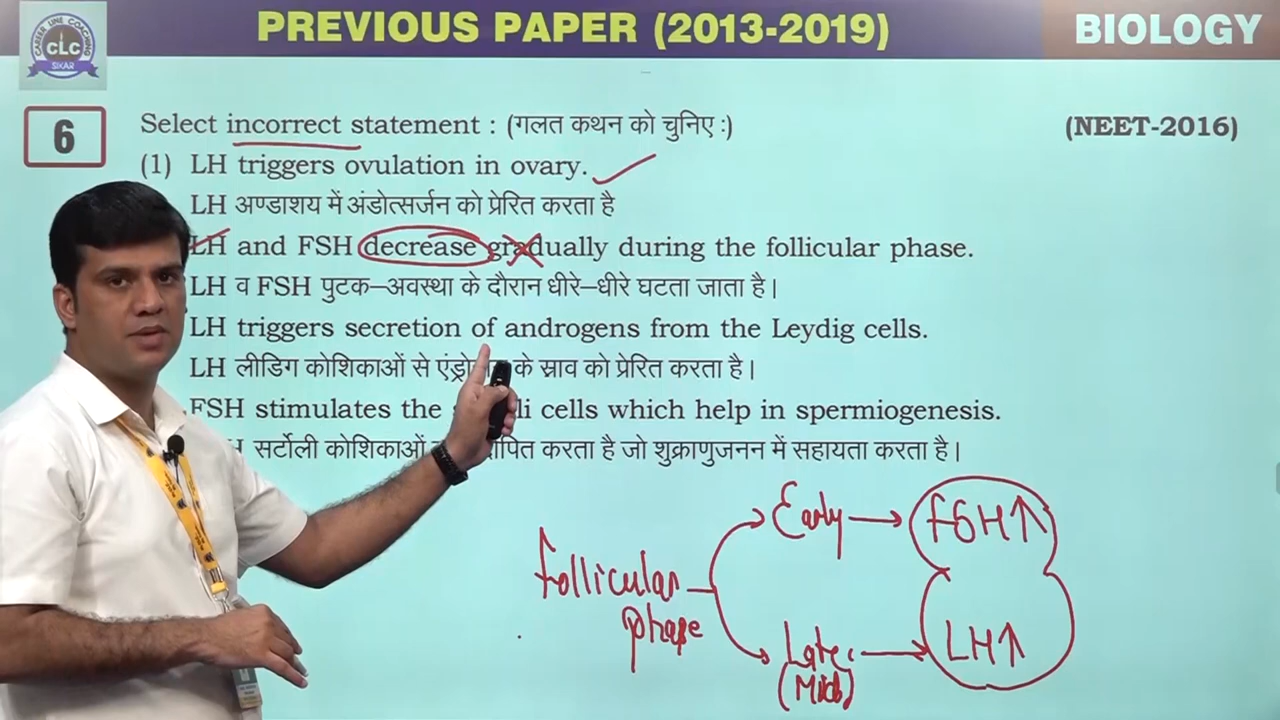 CAREER LINE COACHING
CLC
SIKAR
PREVIOUS PAPER (2013-2019)
BIOLOGY
6
Select incorrect statement : (गलत कथन को चुनिए :)
(NEET-2016)
(1) LH triggers ovulation in ovary.
LH अण्डाशय में अंडोत्सर्जन को प्रेरित करता है
LH and FSH decrease gradually during the follicular phase.
LH व FSH पुटक–अवस्था के दौरान धीरे–धीरे घटता जाता है।
LH triggers secretion of androgens from the Leydig cells.
LH लीडिग कोशिकाओं से के स्राव को प्रेरित करता है।
FSH stimulates the cells which help in spermiogenesis.
सर्टोली कोशिकाओं करता है जो शुक्राणुजनन में सहायता करता है।
Early
FSH↑
follicular
phase
Late
LH↑
(Mid)